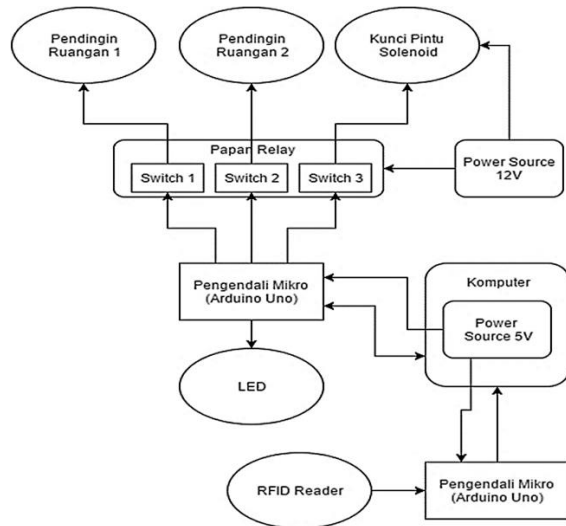 Pendingin
Ruangan 1
Pendingin
Ruangan 2
Kunci Pintu
Solenoid
Papan Relay
Switch 1
Switch 2
Switch 3
Power Source
12V
Pengendali Mikro
(Arduino Uno)
Komputer
Power
Source 5V
LED
RFID Reader
Pengendali Mikro
(Arduino Uno)